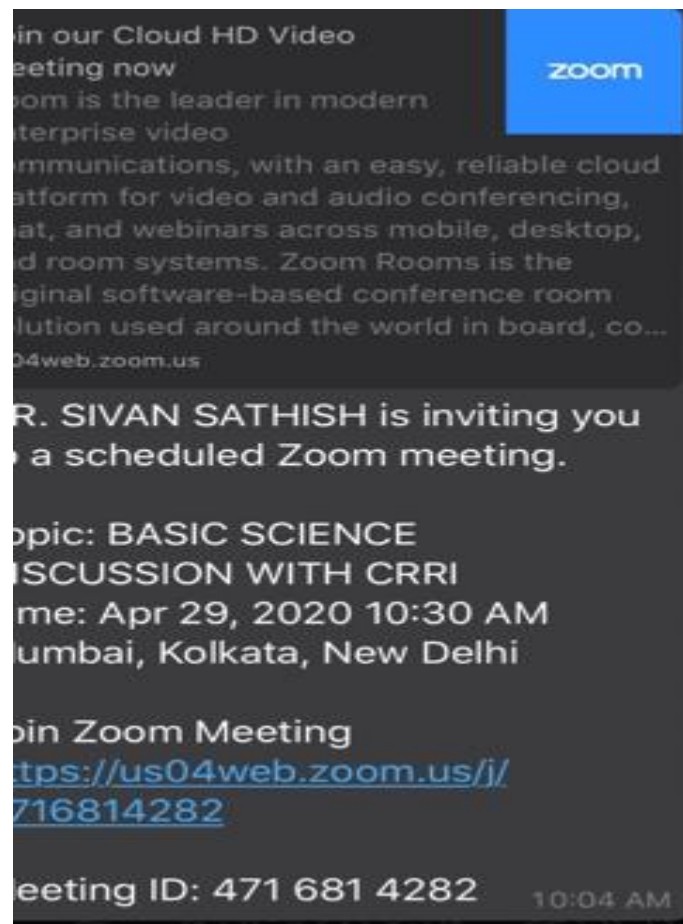 in our Cloud HD Video
eeting now
zoom
om is the leader in modern
terprise video
mmunications, with an easy, reliable cloud
atform for video and audio conferencing,
at, and webinars across mobile, desktop,
d room systems. Zoom Rooms is the
iginal software-based conference room
lution used around the world in board, co...
04web.zoom.us
R. SIVAN SATHISH is inviting you
a scheduled Zoom meeting.
opic: BASIC SCIENCE
ISCUSSION WITH CRRI
me: Apr 29, 2020 10:30 AM
umbai, Kolkata, New Delhi
oin Zoom Meeting
ttps://us04web.zoom.us/j/
716814282
eeting ID: 471 681 4282
10:04 AM